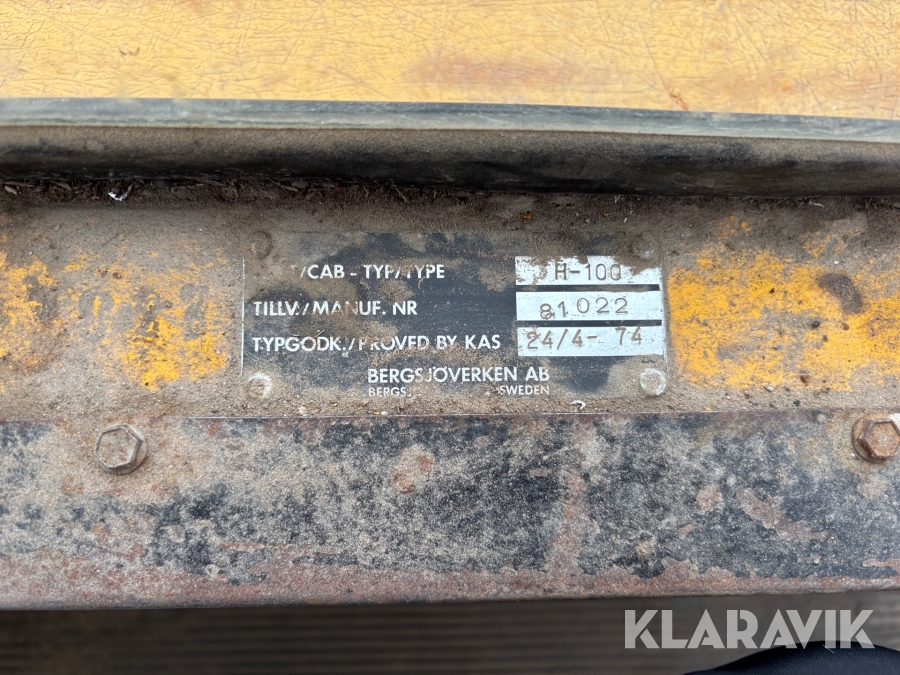 /CAB - TYP/TYPE H-100
TILLV./MANUF. NR 81022
TYPGODK./PROVED BY KAS 24/4- 74
BERGSJÖVERKEN AB
SWEDEN
KLARAVIK